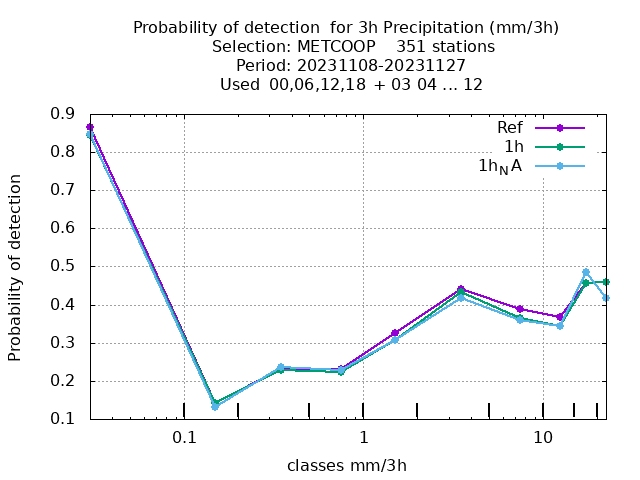 Probability of detection  for 3h Precipitation (mm/3h)
Selection: METCOOP    351 stations
Period: 20231108-20231127
Used  00,06,12,18  + 03 04 ... 12
Ref
1h
1hNA
0.9
0.8
0.7
0.6
0.5
0.4
0.3
0.2
0.1
Probability of detection
0.1
1
10
classes mm/3h